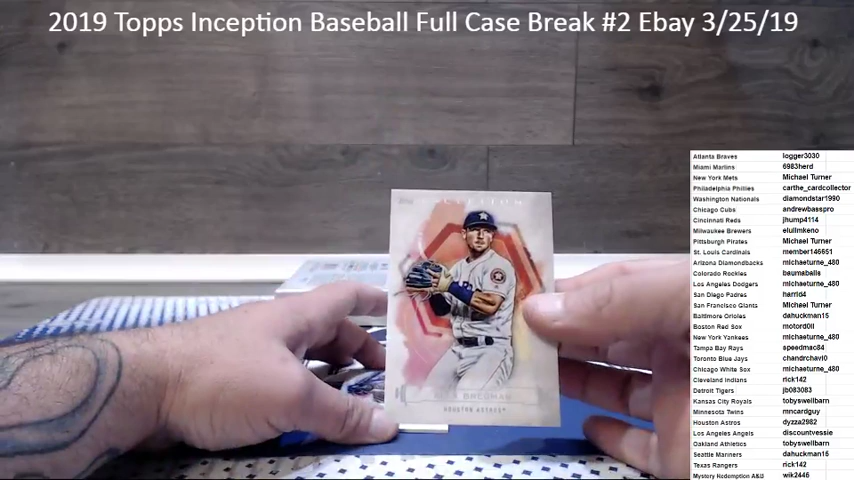 2019 Topps Inception Baseball Full Case Break #2 Ebay 3/25/19
Atlanta Braves logger3030
Miami Marlins 6983herd
New York Mets Michael Turner
Philadelphia Phillies carthe_cardcollector
Washington Nationals diamondstar1990
Chicago Cubs andrewbasspro
Cincinnati Reds jhump4114
Milwaukee Brewers
Pittsburgh Pirates Michael Turner
St. Louis Cardinals member146651
Arizona Diamondbacks michaeturne_480
Colorado Rockies baumaballs
Los Angeles Dodgers michaeturne_480
San Diego Padres harrid4
San Francisco Giants Michael Turner
Baltimore Orioles dahuckman15
Boston Red Sox
New York Yankees michaeturne_480
Tampa Bay Rays speedmac84
Toronto Blue Jays
Chicago White Sox michaeturne_480
Cleveland Indians rick142
Detroit Tigers jb083083
Kansas City Royals tobyswellbarn
Minnesota Twins mncardguy
Houston Astros dyzza2982
Los Angeles Angels discountvessie
Oakland Athletics tobyswellbarn
Seattle Mariners dahuckman15
Texas Rangers rick142
Mystery Redemption wik2446
INCEPTION
BREGMAN
HOUSTON ASTROS